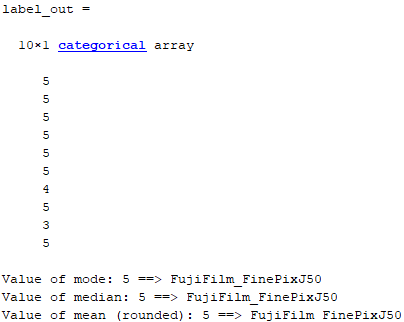 label_out =
10×1 categorical array
5
5
5
5
5
5
4
5
3
5
Value of mode: 5 ==> FujiFilm_FinePixJ50
Value of median: 5 ==> FujiFilm_FinePixJ50
Value of mean (rounded): 5 ==> FujiFilm_FinePixJ50